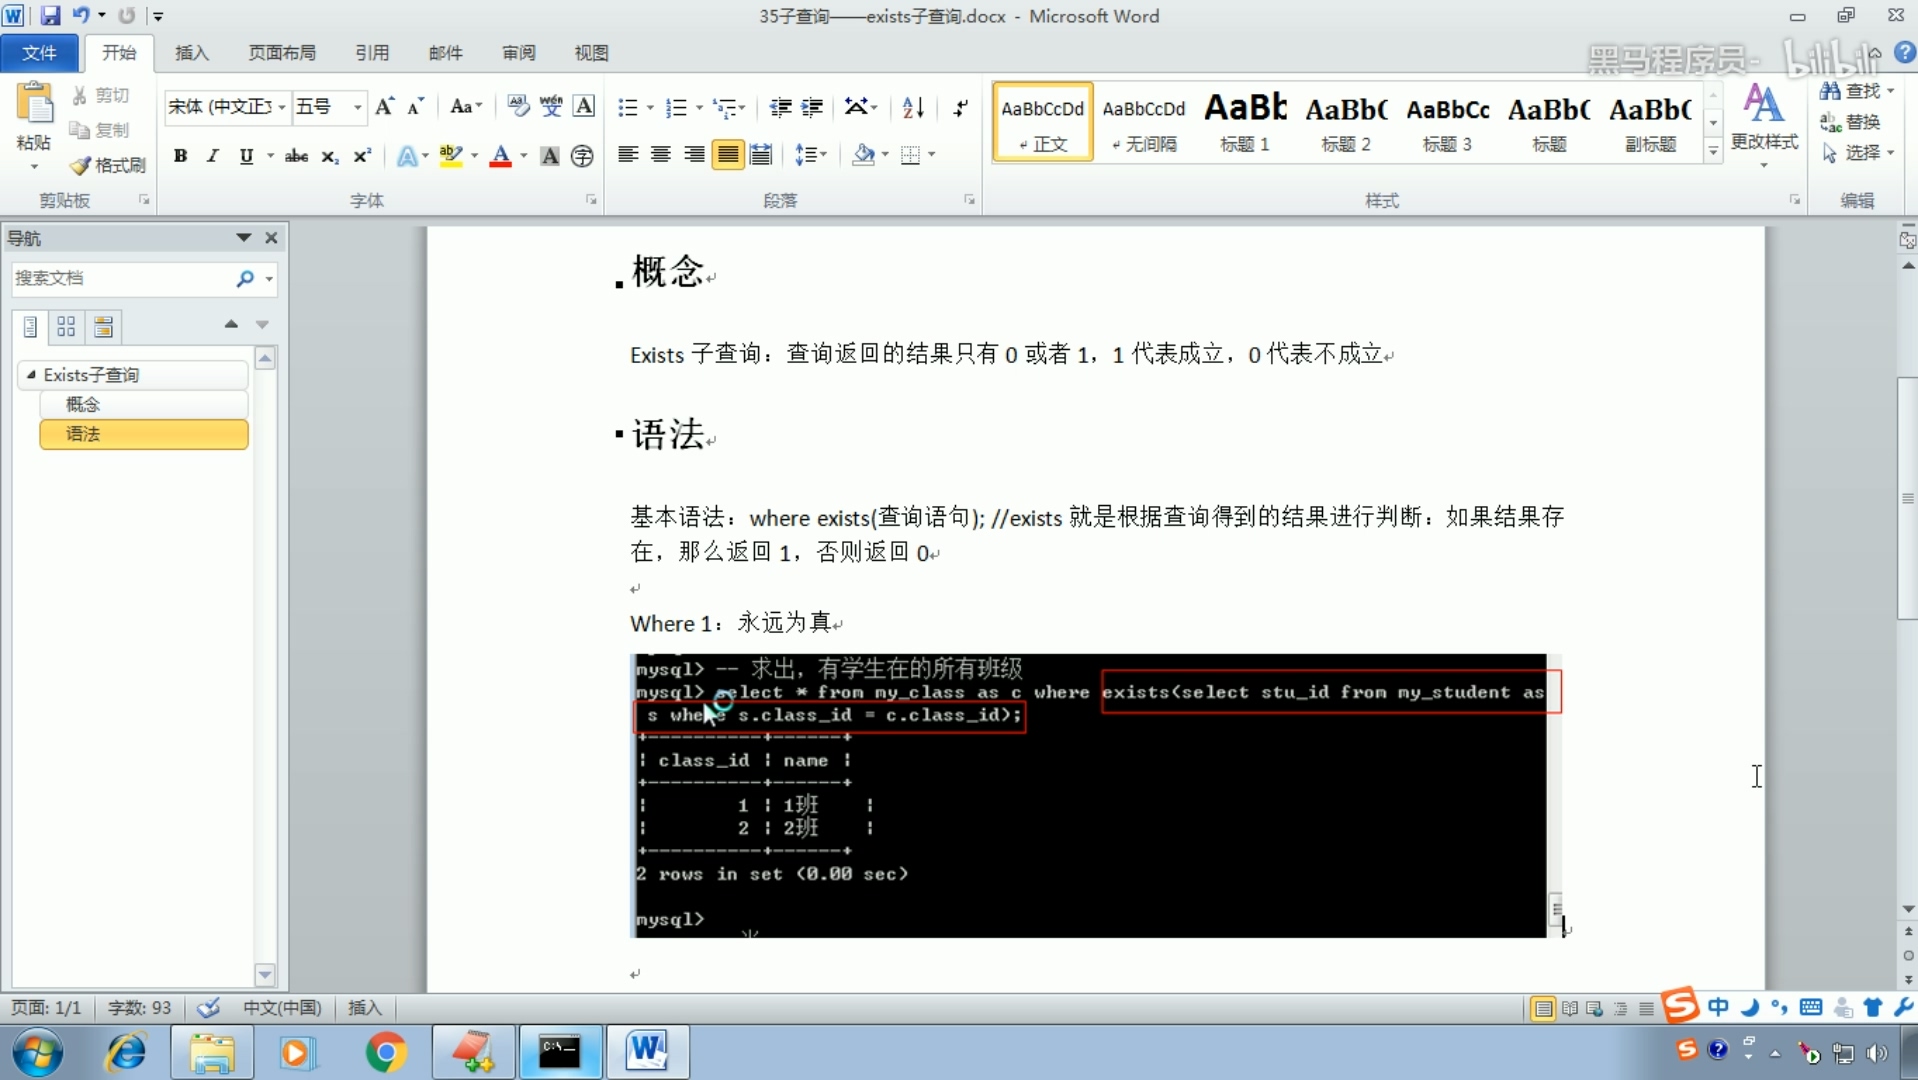 35子查询——exists子查询.docx - Microsoft Word
文件 开始 插入 页面布局 引用 邮件 审阅 视图
黑马程序员- bilibili
粘贴 剪切 复制 格式刷
宋体 (中文正文 五号
AaBbCcDd AaBbCcDd AaBb AaBbC AaBbCc AaBbC AaBbC
正文 无间隔 标题 1 标题 2 标题 3 标题 副标题
更改样式
查找
替换
选择
剪贴板 字体 段落 样式 编辑
导航
搜索文档
Exists子查询
概念
语法
概念
Exists 子查询：查询返回的结果只有 0 或者 1，1 代表成立，0 代表不成立
语法
基本语法：where exists(查询语句); //exists 就是根据查询得到的结果进行判断：如果结果存
在，那么返回 1，否则返回 0
Where 1：永远为真
mysql> -- 求出，有学生在的所有班级
mysql> select * from my_class as c where exists(select stu_id from my_student as
s where s.class_id = c.class_id);
+----------+------+
| class_id | name |
+----------+------+
| 1 | 1班 |
| 2 | 2班 |
+----------+------+
2 rows in set (0.00 sec)
mysql>
页面: 1/1 字数: 93 中文(中国) 插入
中